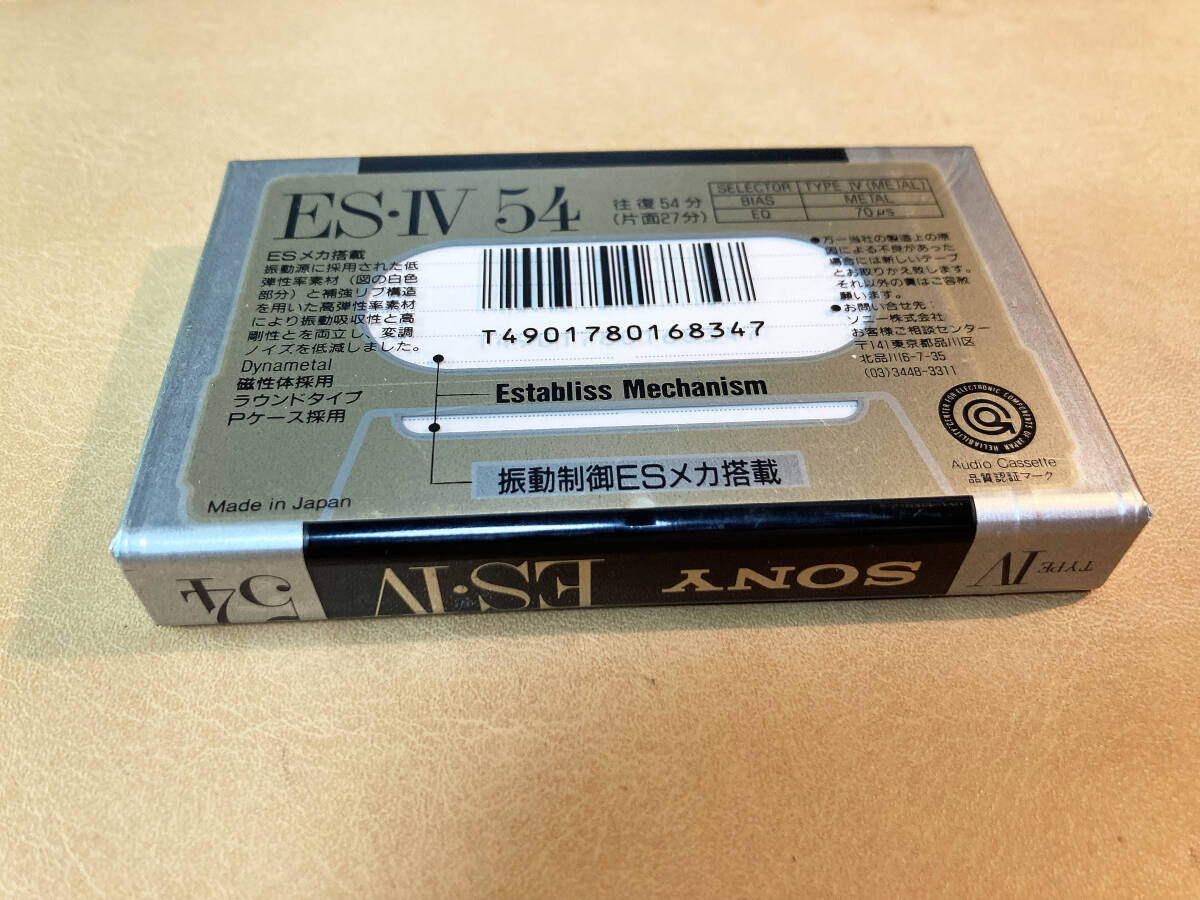 ES・IV 54
往復54分
(片面27分)
SELECTOR TYPE IV (METAL)
BIAS METAL
EQ 70μs
ESメカ搭載
振動源に採用された低
弾性率素材(図の白色
部分)と補強リブ構造
を用いた高弾性率素材
により振動吸収性と高
剛性とを両立し、変調
ノイズを低減しました。
Dynametal
磁性体採用
ラウンドタイプ
Pケース採用
T4901780168347
Establiss Mechanism
振動制御ESメカ搭載
●万一当社の製造上の原
因による不良があった
場合には新しいテープ
とお取りかえ致します。
それ以外の責はご容赦
願います。
●お問い合せ先:
ソニー株式会社
お客様ご相談センター
〒141東京都品川区
北品川6-7-35
(03)3448-3311
RELIABILITY CENTER FOR ELECTRONIC COMPONENTS OF JAPAN
Audio Cassette
品質認証マーク
Made in Japan
TYPE IV
SONY
ES・IV
54